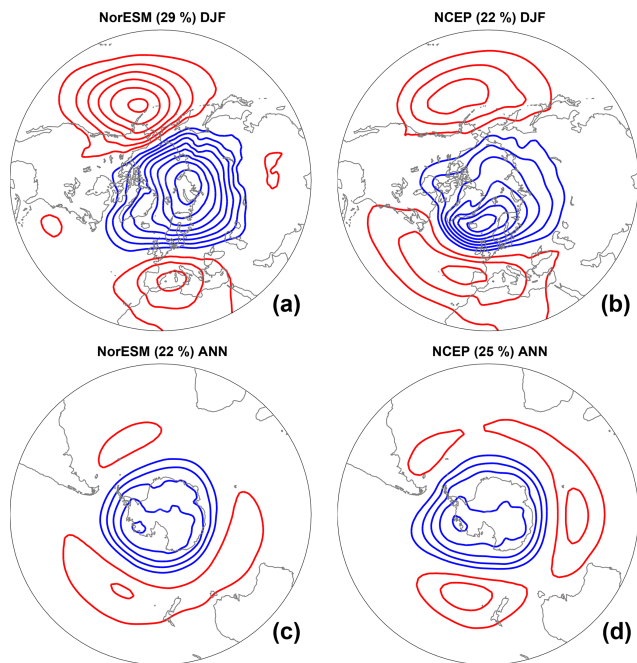 NorESM (29 %) DJF
NCEP (22 %) DJF
(a)
(b)
NorESM (22 %) ANN
NCEP (25 %) ANN
(c)
(d)